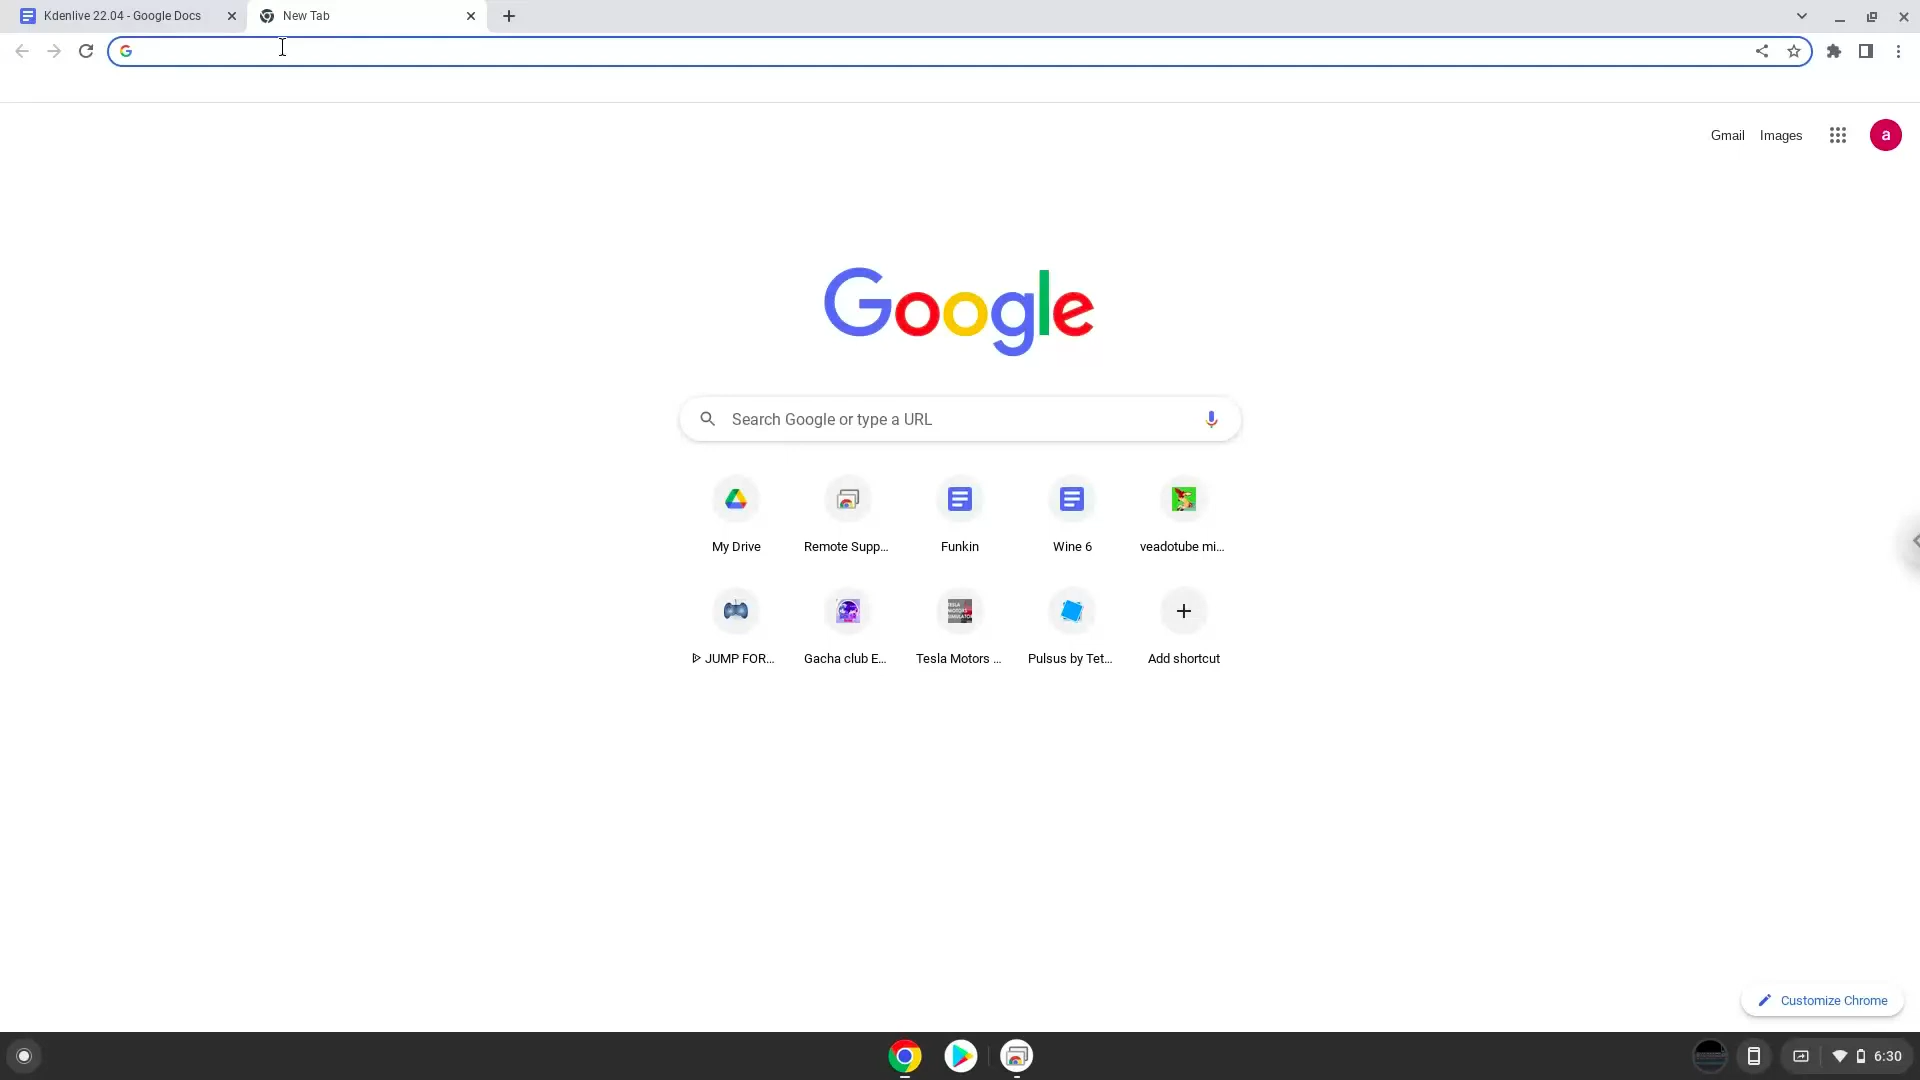 Kdenlive 22.04 - Google Docs
New Tab
Gmail
Images
a
Google
Search Google or type a URL
My Drive
Remote Supp...
Funkin
Wine 6
veadotube mi...
JUMP FOR...
Gacha club E...
Tesla Motors ...
Pulsus by Tet...
Add shortcut
Customize Chrome
6:30